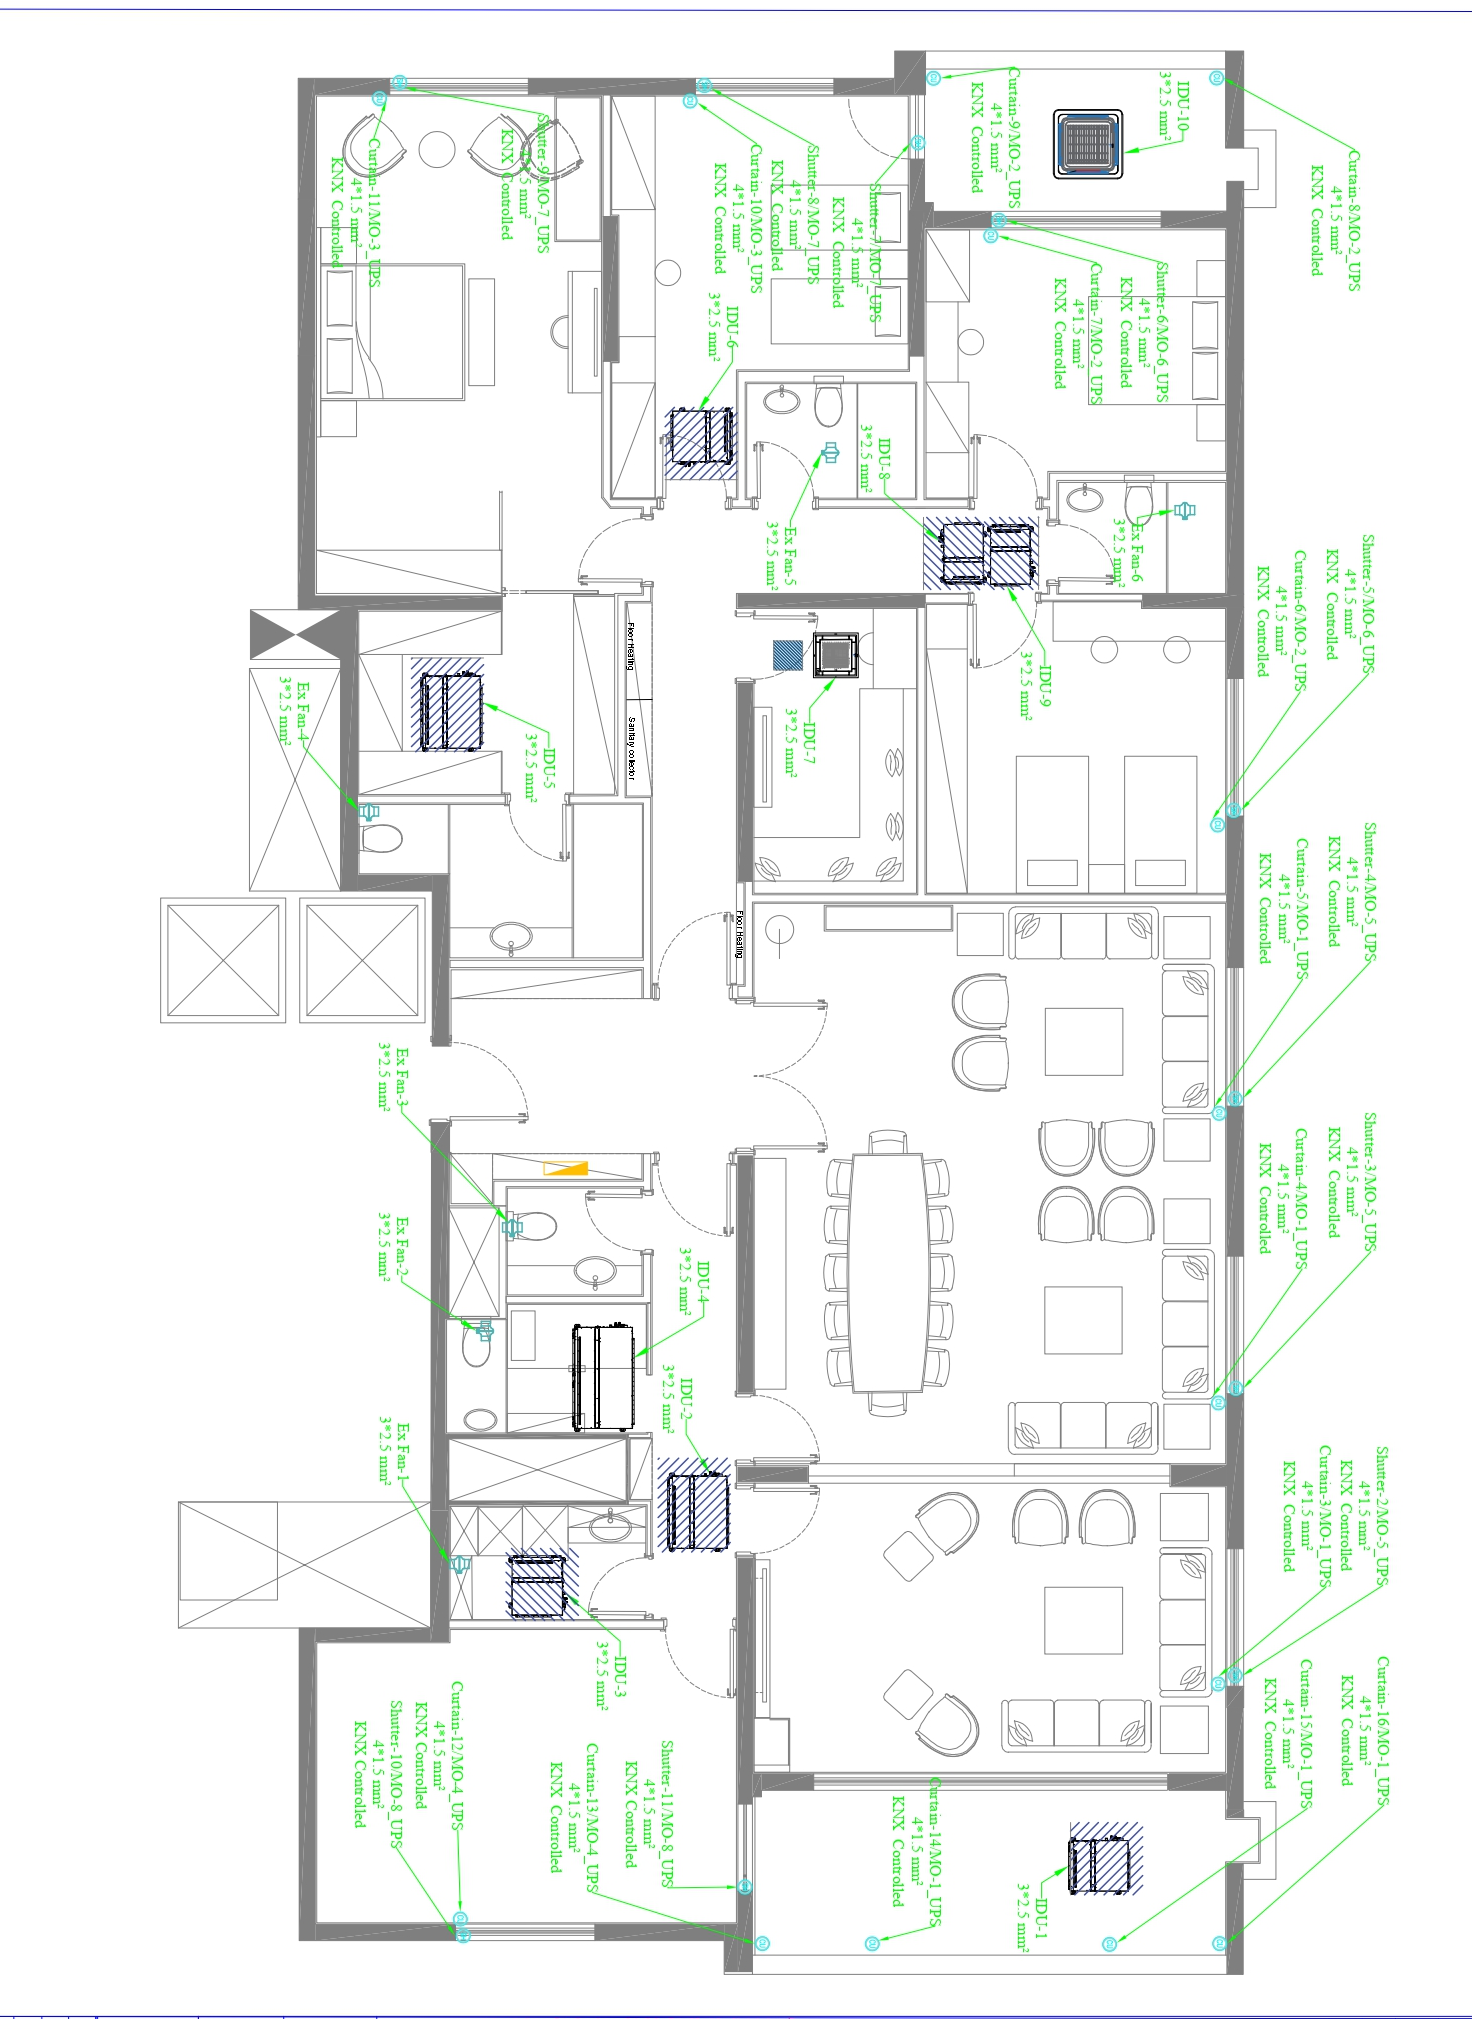 Curtain-8/MO-2_UPS
4*1.5 mm²
KNX Controlled
IDU-10
3*2.5 mm²
Curtain-9/MO-2_UPS
4*1.5 mm²
KNX Controlled
Shutter-7/MO-7_UPS
4*1.5 mm²
KNX Controlled
Shutter-8/MO-7_UPS
4*1.5 mm²
KNX Controlled
Curtain-10/MO-3_UPS
4*1.5 mm²
KNX Controlled
Shutter-9/MO-7_UPS
4*1.5 mm²
KNX Controlled
Curtain-11/MO-3_UPS
4*1.5 mm²
KNX Controlled
Shutter-6/MO-6_UPS
4*1.5 mm²
KNX Controlled
Curtain-7/MO-2_UPS
4*1.5 mm²
KNX Controlled
IDU-6
3*2.5 mm²
IDU-8
3*2.5 mm²
Ex Fan-5
3*2.5 mm²
Ex Fan-6
3*2.5 mm²
Shutter-5/MO-6_UPS
4*1.5 mm²
KNX Controlled
Curtain-6/MO-2_UPS
4*1.5 mm²
KNX Controlled
IDU-9
3*2.5 mm²
IDU-7
3*2.5 mm²
Floor Heating
Sanitary collector
IDU-5
3*2.5 mm²
Ex Fan-4
3*2.5 mm²
Shutter-4/MO-5_UPS
4*1.5 mm²
KNX Controlled
Curtain-5/MO-1_UPS
4*1.5 mm²
KNX Controlled
Floor Heating
Ex Fan-3
3*2.5 mm²
Shutter-3/MO-5_UPS
4*1.5 mm²
KNX Controlled
Curtain-4/MO-1_UPS
4*1.5 mm²
KNX Controlled
Ex Fan-2
3*2.5 mm²
IDU-4
3*2.5 mm²
IDU-2
3*2.5 mm²
Ex Fan-1
3*2.5 mm²
Shutter-2/MO-5_UPS
4*1.5 mm²
KNX Controlled
Curtain-3/MO-1_UPS
4*1.5 mm²
KNX Controlled
IDU-3
3*2.5 mm²
Curtain-16/MO-1_UPS
4*1.5 mm²
KNX Controlled
Curtain-15/MO-1_UPS
4*1.5 mm²
KNX Controlled
Curtain-14/MO-1_UPS
4*1.5 mm²
KNX Controlled
IDU-1
3*2.5 mm²
Shutter-11/MO-8_UPS
4*1.5 mm²
KNX Controlled
Curtain-13/MO-4_UPS
4*1.5 mm²
KNX Controlled
Curtain-12/MO-4_UPS
4*1.5 mm²
KNX Controlled
Shutter-10/MO-8_UPS
4*1.5 mm²
KNX Controlled